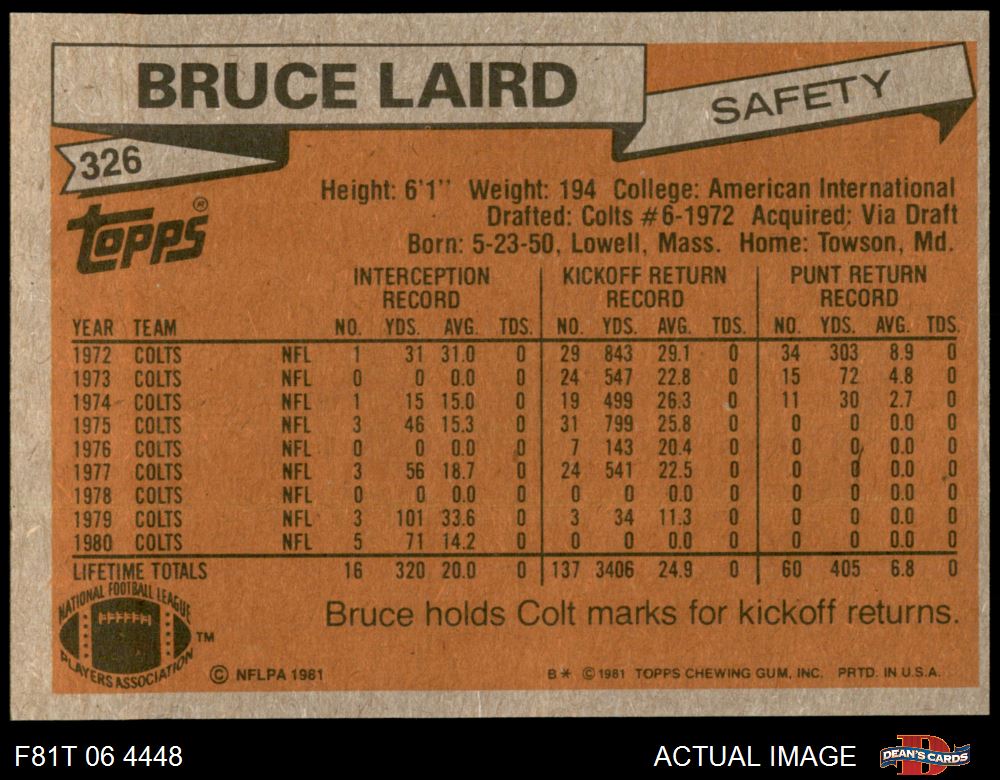 BRUCE LAIRD
SAFETY
326
TOPPS®
Height: 6'1" Weight: 194 College: American International
Drafted: Colts #6-1972 Acquired: Via Draft
Born: 5-23-50, Lowell, Mass. Home: Towson, Md.
INTERCEPTION RECORD KICKOFF RETURN RECORD PUNT RETURN RECORD
YEAR TEAM NO. YDS. AVG. TDS. NO. YDS. AVG. TDS. NO. YDS. AVG. TDS.
1972 COLTS NFL 1 31 31.0 0 29 843 29.1 0 34 303 8.9 0
1973 COLTS NFL 0 0 0.0 0 24 547 22.8 0 15 72 4.8 0
1974 COLTS NFL 1 15 15.0 0 19 499 26.3 0 11 30 2.7 0
1975 COLTS NFL 3 46 15.3 0 31 799 25.8 0 0 0 0.0 0
1976 COLTS NFL 0 0 0.0 0 7 143 20.4 0 0 0 0.0 0
1977 COLTS NFL 3 56 18.7 0 24 541 22.5 0 0 0 0.0 0
1978 COLTS NFL 0 0 0.0 0 0 0 0.0 0 0 0 0.0 0
1979 COLTS NFL 3 101 33.6 0 3 34 11.3 0 0 0 0.0 0
1980 COLTS NFL 5 71 14.2 0 0 0 0.0 0 0 0 0.0 0
LIFETIME TOTALS 16 320 20.0 0 137 3406 24.9 0 60 405 6.8 0
NATIONAL FOOTBALL LEAGUE
PLAYERS ASSOCIATION
TM
Bruce holds Colt marks for kickoff returns.
© NFLPA 1981
B* ©1981 TOPPS CHEWING GUM, INC. PRTD. IN U.S.A.
F81T 06 4448
ACTUAL IMAGE
DEAN'S CARDS